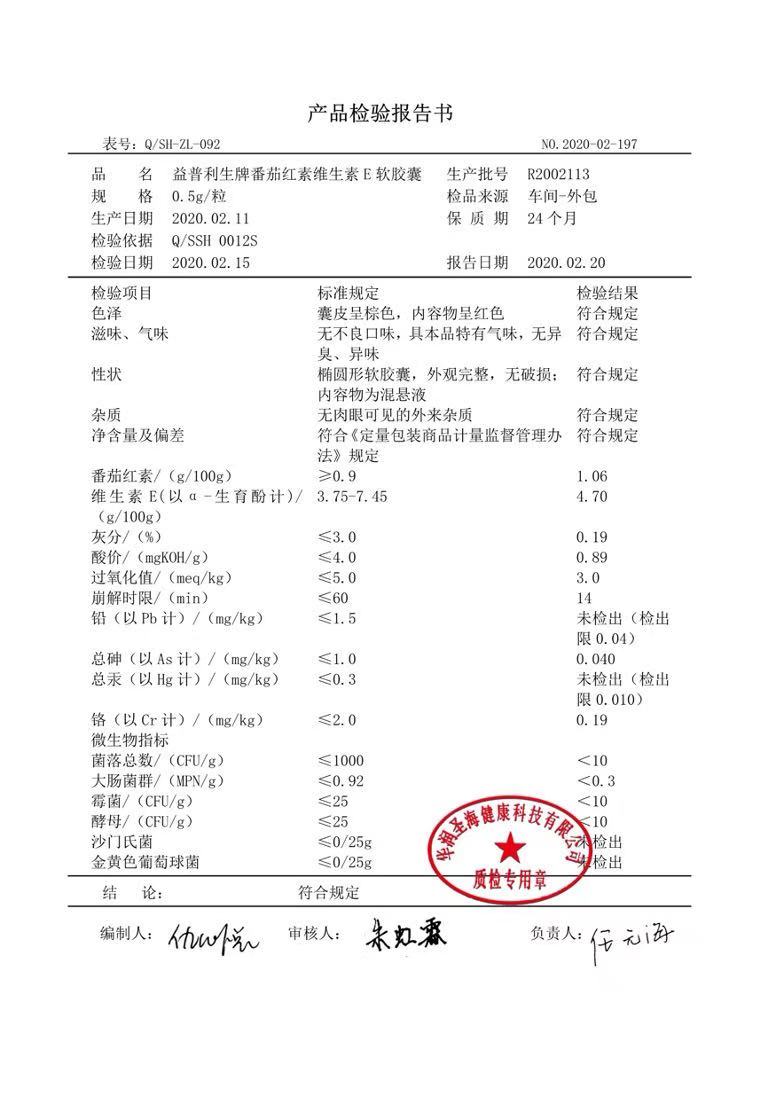 产品检验报告书
表号：Q/SH-ZL-092 NO.2020-02-197
品 名 益普利生牌番茄红素维生素 E 软胶囊 生产批号 R2002113
规 格 0.5g/粒 检品来源 车间-外包
生产日期 2020.02.11 保 质 期 24 个月
检验依据 Q/SSH 0012S
检验日期 2020.02.15 报告日期 2020.02.20
检验项目 标准规定 检验结果
色泽 囊皮呈棕色，内容物呈红色 符合规定
滋味、气味 无不良口味，具本品特有气味，无异 符合规定
臭、异味
性状 椭圆形软胶囊，外观完整，无破损； 符合规定
内容物为混悬液
杂质 无肉眼可见的外来杂质 符合规定
净含量及偏差 符合《定量包装商品计量监督管理办 符合规定
法》规定
番茄红素/（g/100g） ≥0.9 1.06
维生素 E(以 α-生育酚计)/ 3.75-7.45 4.70
（g/100g）
灰分/（%） ≤3.0 0.19
酸价/（mgKOH/g） ≤4.0 0.89
过氧化值/（meq/kg） ≤5.0 3.0
崩解时限/（min） ≤60 14
铅（以 Pb 计）/（mg/kg） ≤1.5 未检出（检出
限 0.04）
总砷（以 As 计）/（mg/kg） ≤1.0 0.040
总汞（以 Hg 计）/（mg/kg） ≤0.3 未检出（检出
限 0.010）
铬（以 Cr 计）/（mg/kg） ≤2.0 0.19
微生物指标
菌落总数/（CFU/g） ≤1000 <10
大肠菌群/（MPN/g） ≤0.92 <0.3
霉菌/（CFU/g） ≤25 <10
酵母/（CFU/g） ≤25 <10
沙门氏菌 ≤0/25g 未检出
金黄色葡萄球菌 ≤0/25g 未检出
华润圣海健康科技有限公司
质检专用章
结 论： 符合规定
编制人： 审核人：朱虹霖 负责人：任元海